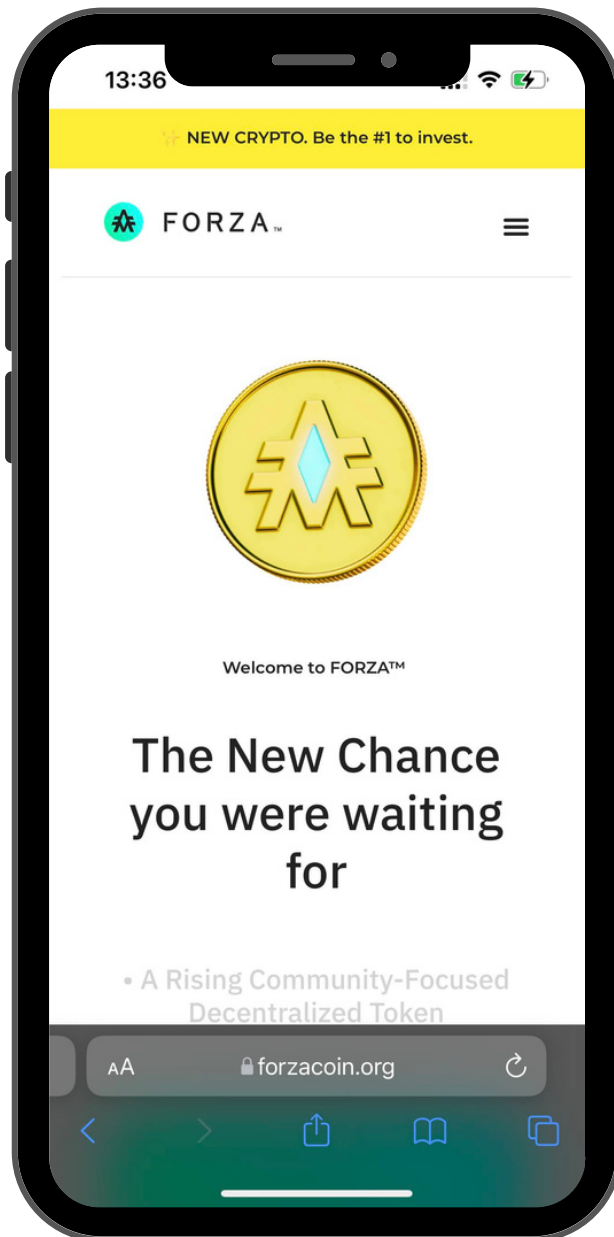 13:36
✨ NEW CRYPTO. Be the #1 to invest.
FORZA™
Welcome to FORZA™
The New Chance
you were waiting
for
• A Rising Community-Focused
Decentralized Token
AA
forzacoin.org